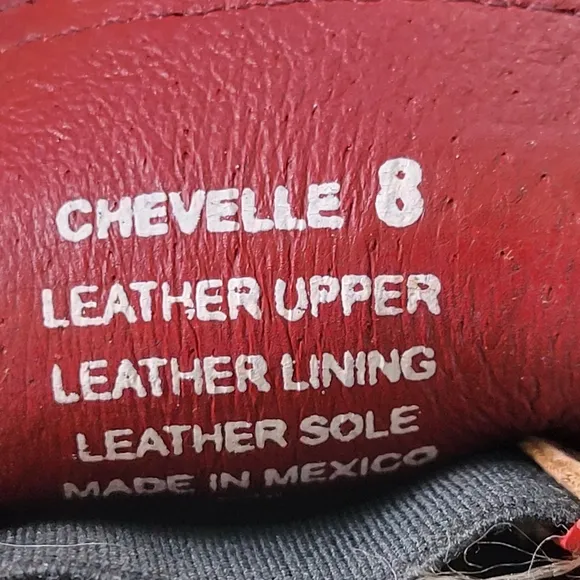 CHEVELLE 8
LEATHER UPPER
LEATHER LINING
LEATHER SOLE
MADE IN MEXICO